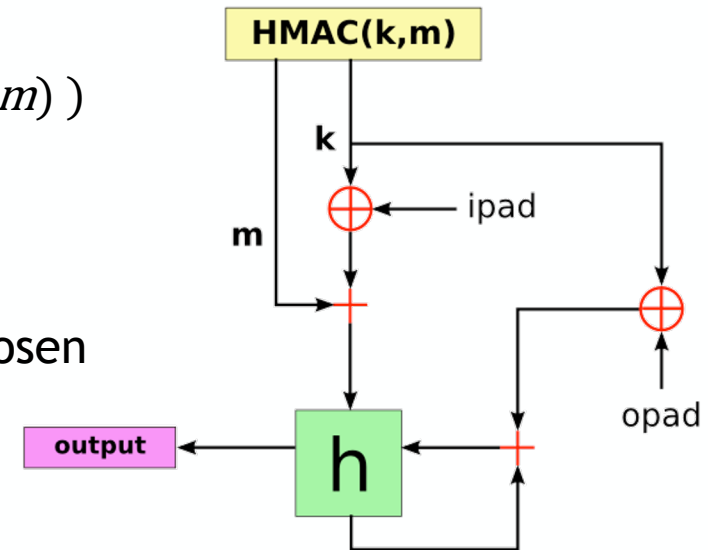 HMAC(k,m)
m) )
k
ipad
m
osen
opad
output
h